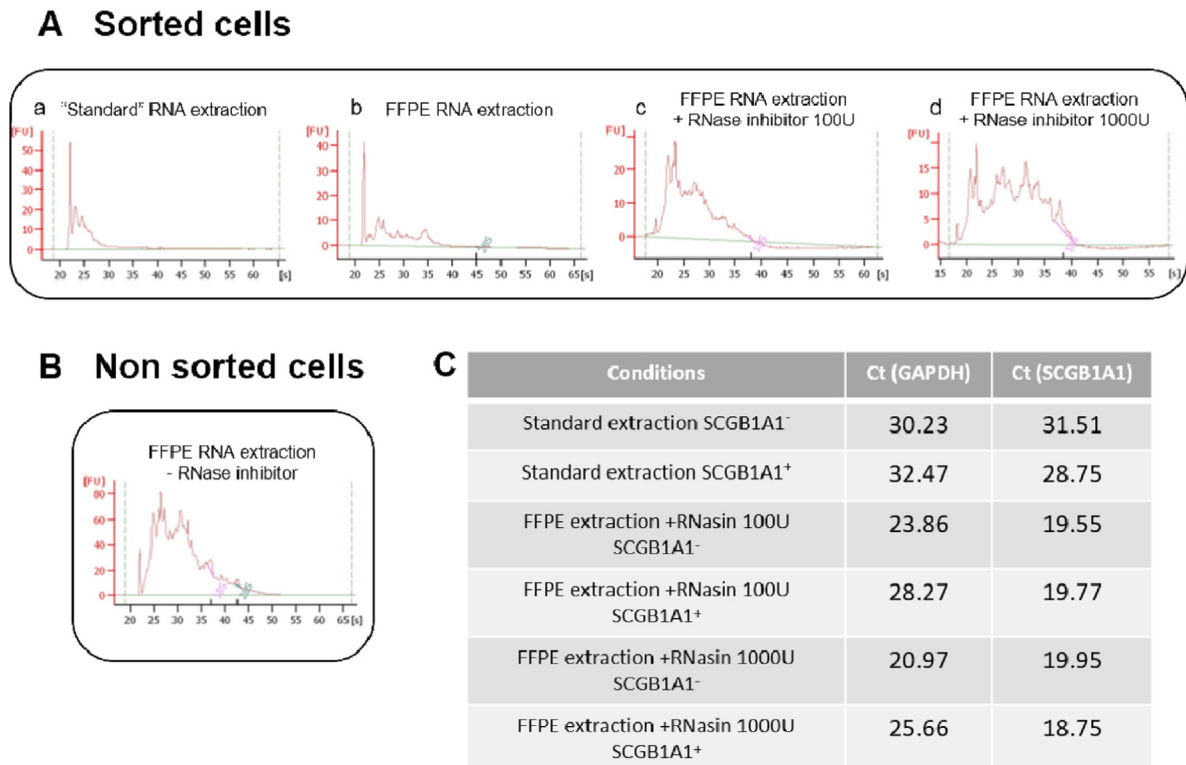 A Sorted cells
a "Standard" RNA extraction
[FU]
50
40
30
20
10
0
20 25 30 35 40 45 50 55 60 [s]
b FFPE RNA extraction
[FU]
40
30
20
10
0
20 25 30 35 40 45 50 55 60 65 [s]
c FFPE RNA extraction
+ RNase inhibitor 100U
[FU]
20
10
0
20 25 30 35 40 45 50 55 60 [s]
d FFPE RNA extraction
+ RNase inhibitor 1000U
[FU]
15
10
5
0
15 20 25 30 35 40 45 50 55 [s]
B Non sorted cells
FFPE RNA extraction
- RNase inhibitor
[FU]
80
60
40
20
0
20 25 30 35 40 45 50 55 60 65 [s]
C
Conditions Ct (GAPDH) Ct (SCGB1A1)
Standard extraction SCGB1A1⁻ 30.23 31.51
Standard extraction SCGB1A1⁺ 32.47 28.75
FFPE extraction +RNasin 100U
SCGB1A1⁻ 23.86 19.55
FFPE extraction +RNasin 100U
SCGB1A1⁺ 28.27 19.77
FFPE extraction +RNasin 1000U
SCGB1A1⁻ 20.97 19.95
FFPE extraction +RNasin 1000U
SCGB1A1⁺ 25.66 18.75